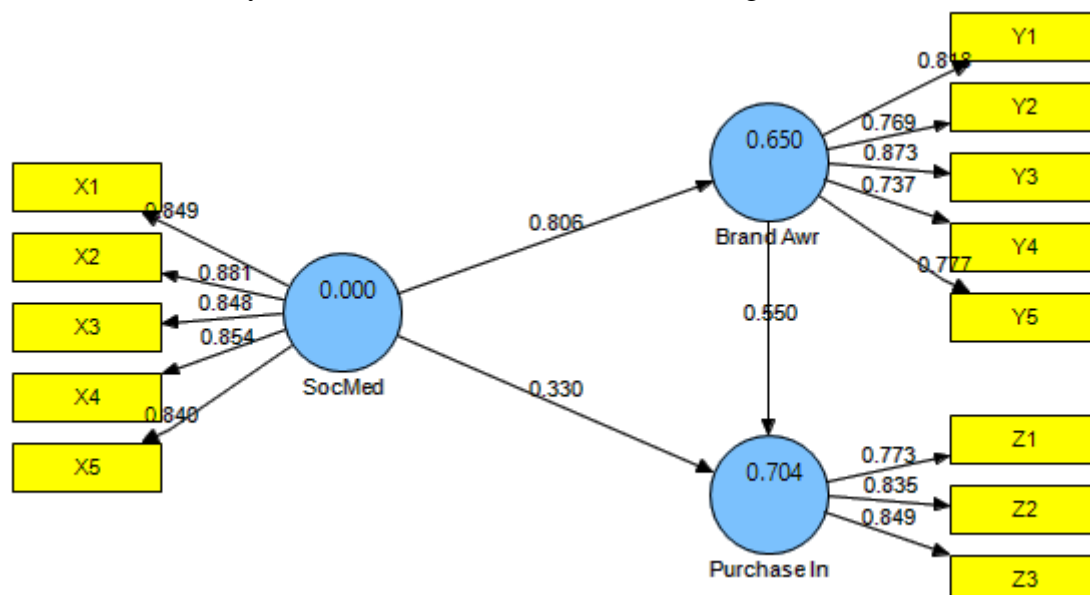 X1
X2
X3
X4
X5
0.849
0.881
0.848
0.854
0.840
0.000
SocMed
0.806
0.330
0.650
Brand Awr
0.550
0.704
Purchase In
0.818
0.769
0.873
0.737
0.777
Y1
Y2
Y3
Y4
Y5
0.773
0.835
0.849
Z1
Z2
Z3